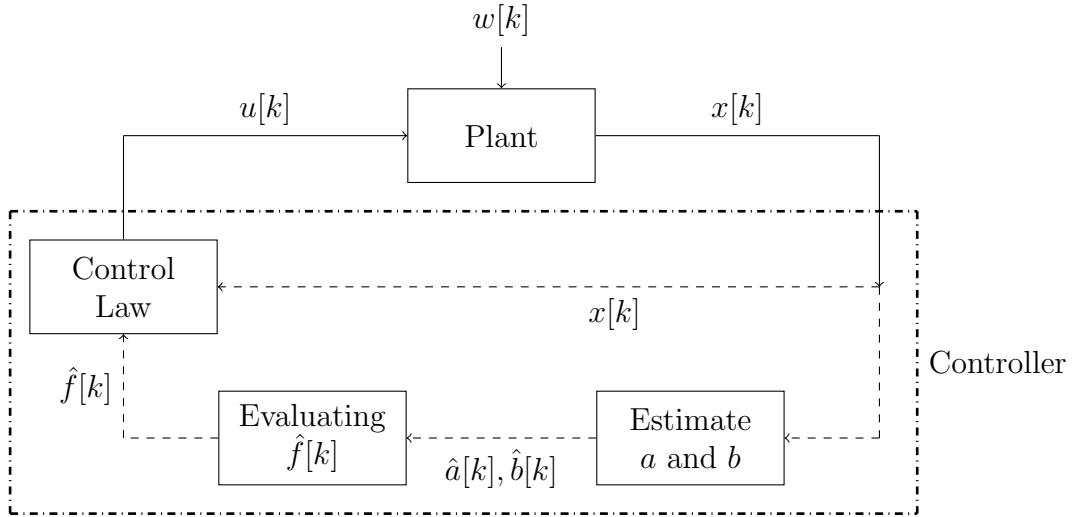 w[k]
u[k]
Plant
x[k]
Control
Law
x[k]
Controller
f̂[k]
Evaluating
f̂[k]
â[k], b̂[k]
Estimate
a and b